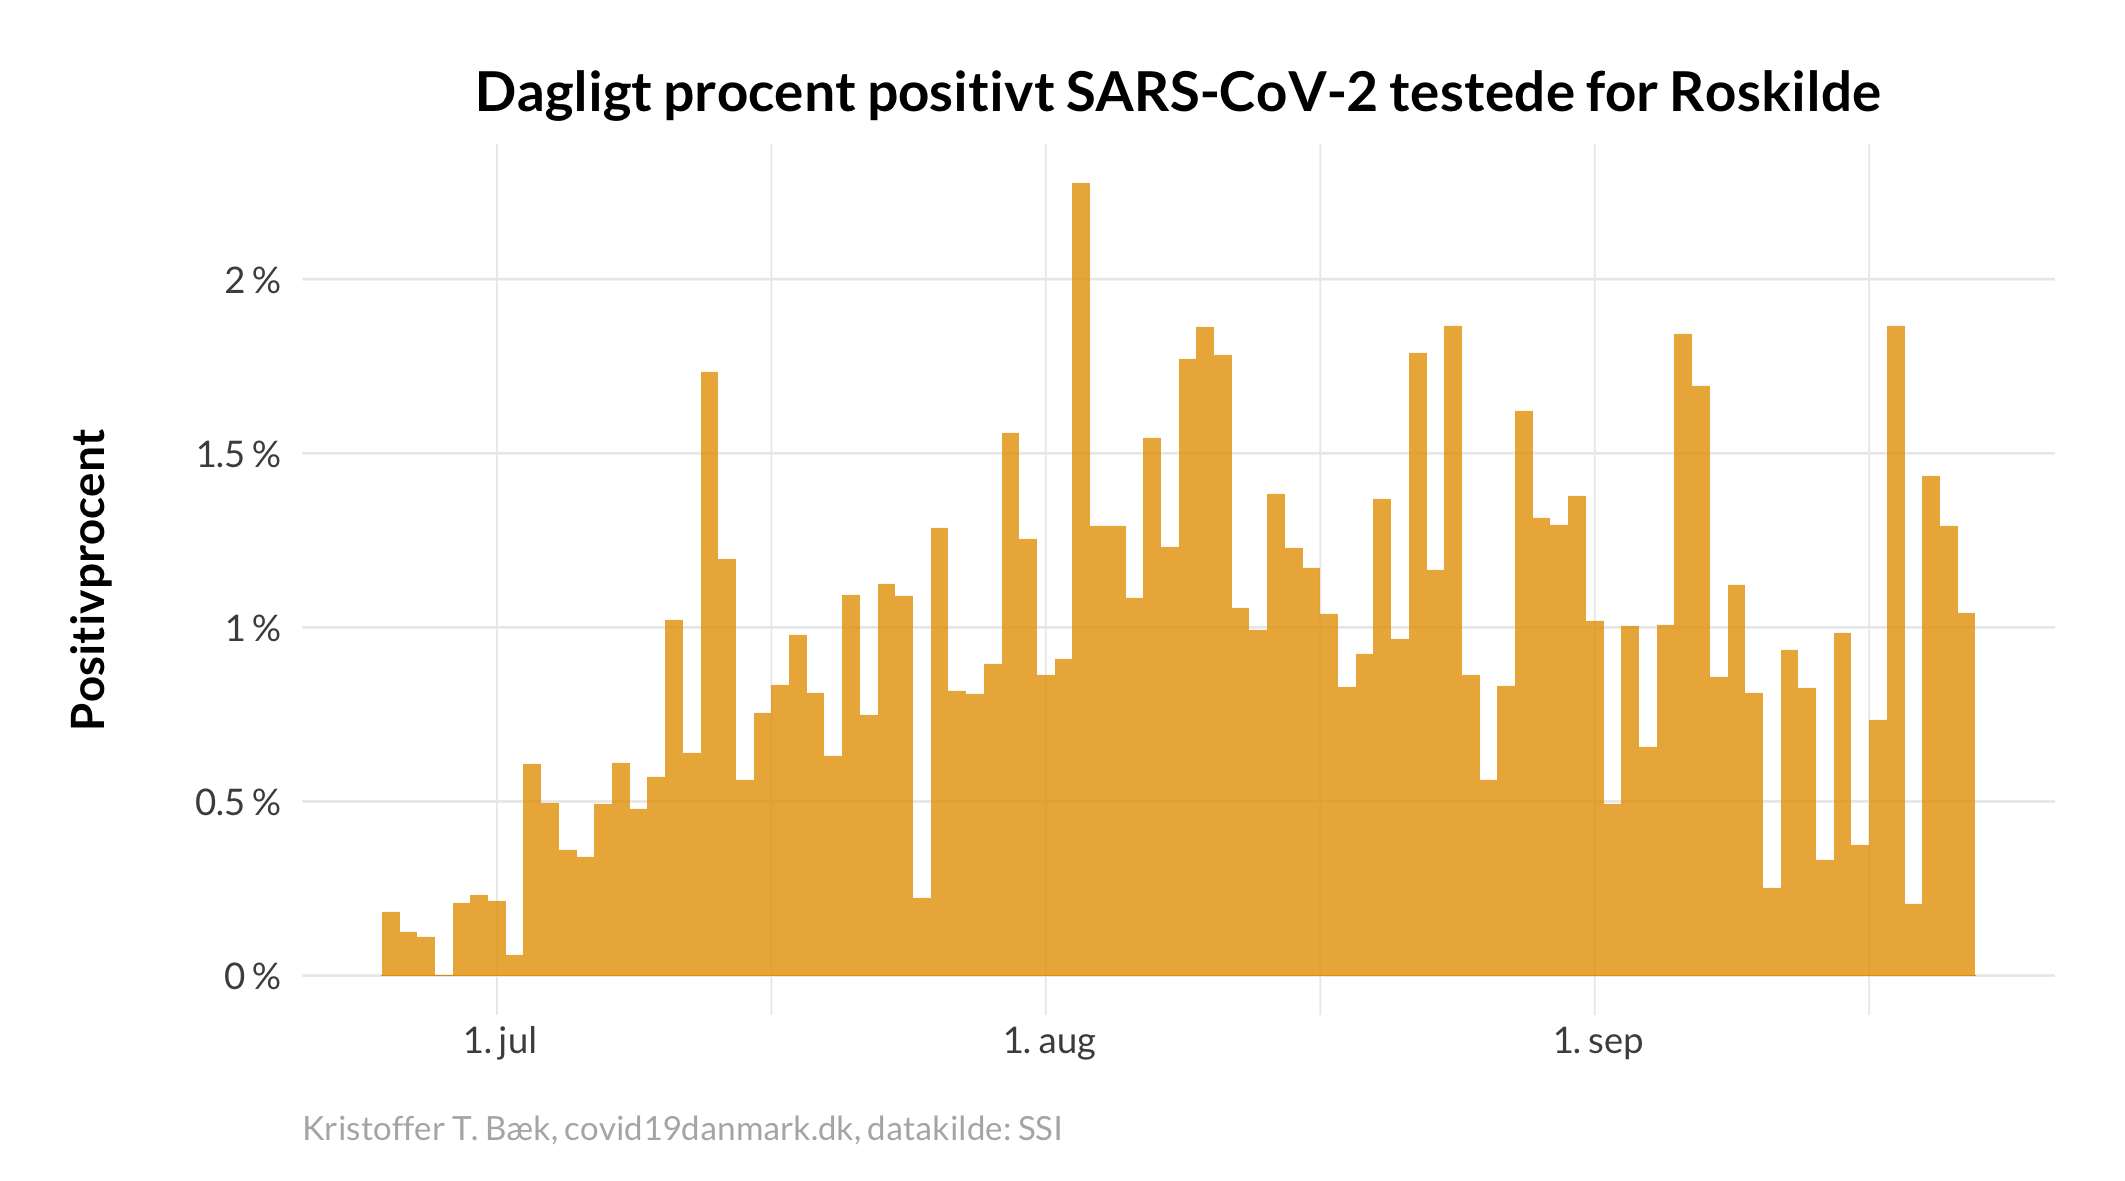 Dagligt procent positivt SARS-CoV-2 testede for Roskilde
Positivprocent
2 %
1.5 %
1 %
0.5 %
0 %
1. jul
1. aug
1. sep
Kristoffer T. Bæk, covid19danmark.dk, datakilde: SSI